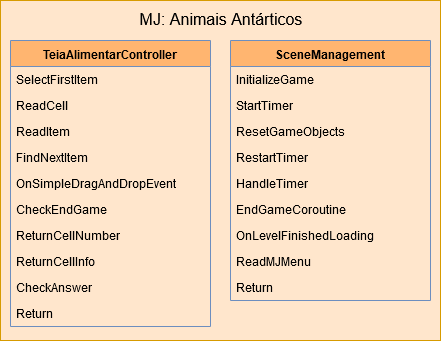 MJ: Animais Antárticos
TeiaAlimentarController
SelectFirstItem
ReadCell
ReadItem
FindNextItem
OnSimpleDragAndDropEvent
CheckEndGame
ReturnCellNumber
ReturnCellInfo
CheckAnswer
Return
SceneManagement
InitializeGame
StartTimer
ResetGameObjects
RestartTimer
HandleTimer
EndGameCoroutine
OnLevelFinishedLoading
ReadMJMenu
Return